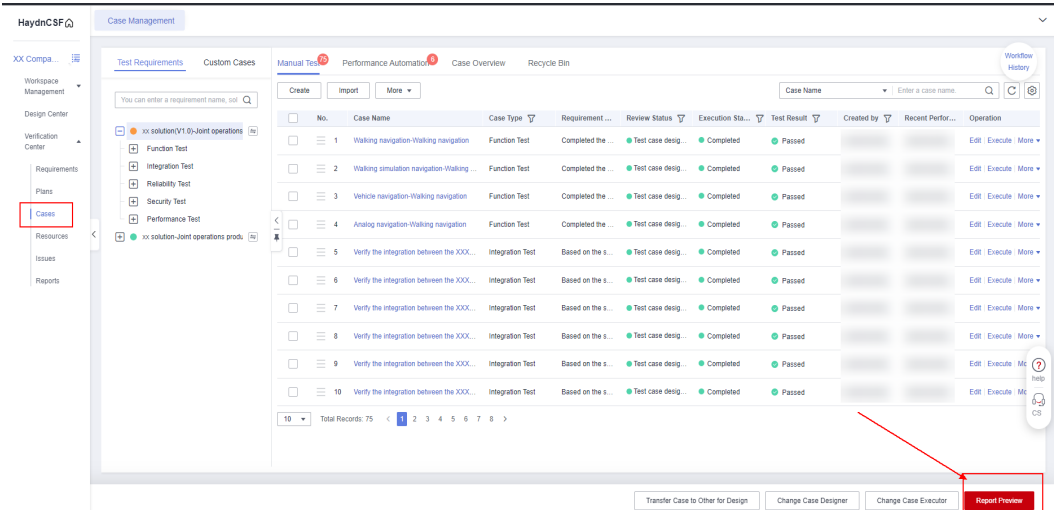 HaydnCSF
Case Management
XX Compa...
Workspace
Management
Design Center
Verification
Center
Requirements
Plans
Cases
Resources
Issues
Reports
Test Requirements Custom Cases
You can enter a requirement name, sol
xx solution(V1.0)-Joint operations
Function Test
Integration Test
Reliability Test
Security Test
Performance Test
xx solution-Joint operations produ
Manual Tes 75 Performance Automation 8 Case Overview Recycle Bin
Workflow
History
Create Import More Case Name Enter a case name.
No. Case Name Case Type Requirement ... Review Status Execution Sta... Test Result Created by Recent Perfor... Operation
1 Walking navigation-Walking navigation Function Test Completed the ... Test case desig... Completed Passed Edit Execute More
2 Walking simulation navigation-Walking ... Function Test Completed the ... Test case desig... Completed Passed Edit Execute More
3 Vehicle navigation-Walking navigation Function Test Completed the ... Test case desig... Completed Passed Edit Execute More
4 Analog navigation-Walking navigation Function Test Completed the ... Test case desig... Completed Passed Edit Execute More
5 Verify the integration between the XXX... Integration Test Based on the s... Test case desig... Completed Passed Edit Execute More
6 Verify the integration between the XXX... Integration Test Based on the s... Test case desig... Completed Passed Edit Execute More
7 Verify the integration between the XXX... Integration Test Based on the s... Test case desig... Completed Passed Edit Execute More
8 Verify the integration between the XXX... Integration Test Based on the s... Test case desig... Completed Passed Edit Execute More
9 Verify the integration between the XXX... Integration Test Based on the s... Test case desig... Completed Passed Edit Execute
10 Verify the integration between the XXX... Integration Test Based on the s... Test case desig... Completed Passed Edit Execute
help
CS
10 Total Records: 75 < 1 2 3 4 5 6 7 8 >
Transfer Case to Other for Design Change Case Designer Change Case Executor Report Preview